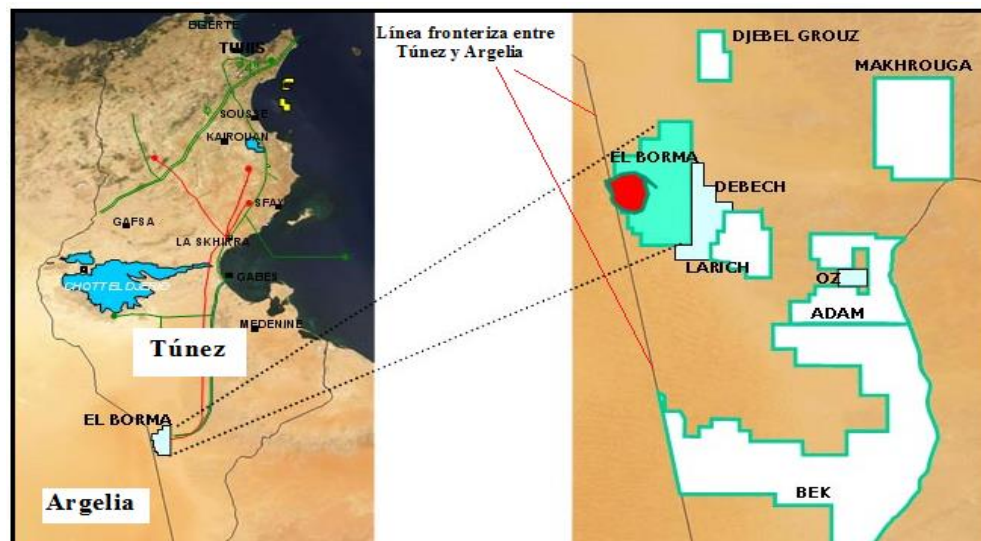 BIZERTE
TUNIS
SOUSSE
KAIROUAN
SFAX
GAFSA
LA SKHIRRA
CHOTT EL DJERID
GABES
MEDENINE
Túnez
EL BORMA
Argelia
Línea fronteriza entre
Túnez y Argelia
DJEBEL GROUZ
MAKHROUGA
EL BORMA
DEBECH
LARICH
OZ
ADAM
BEK